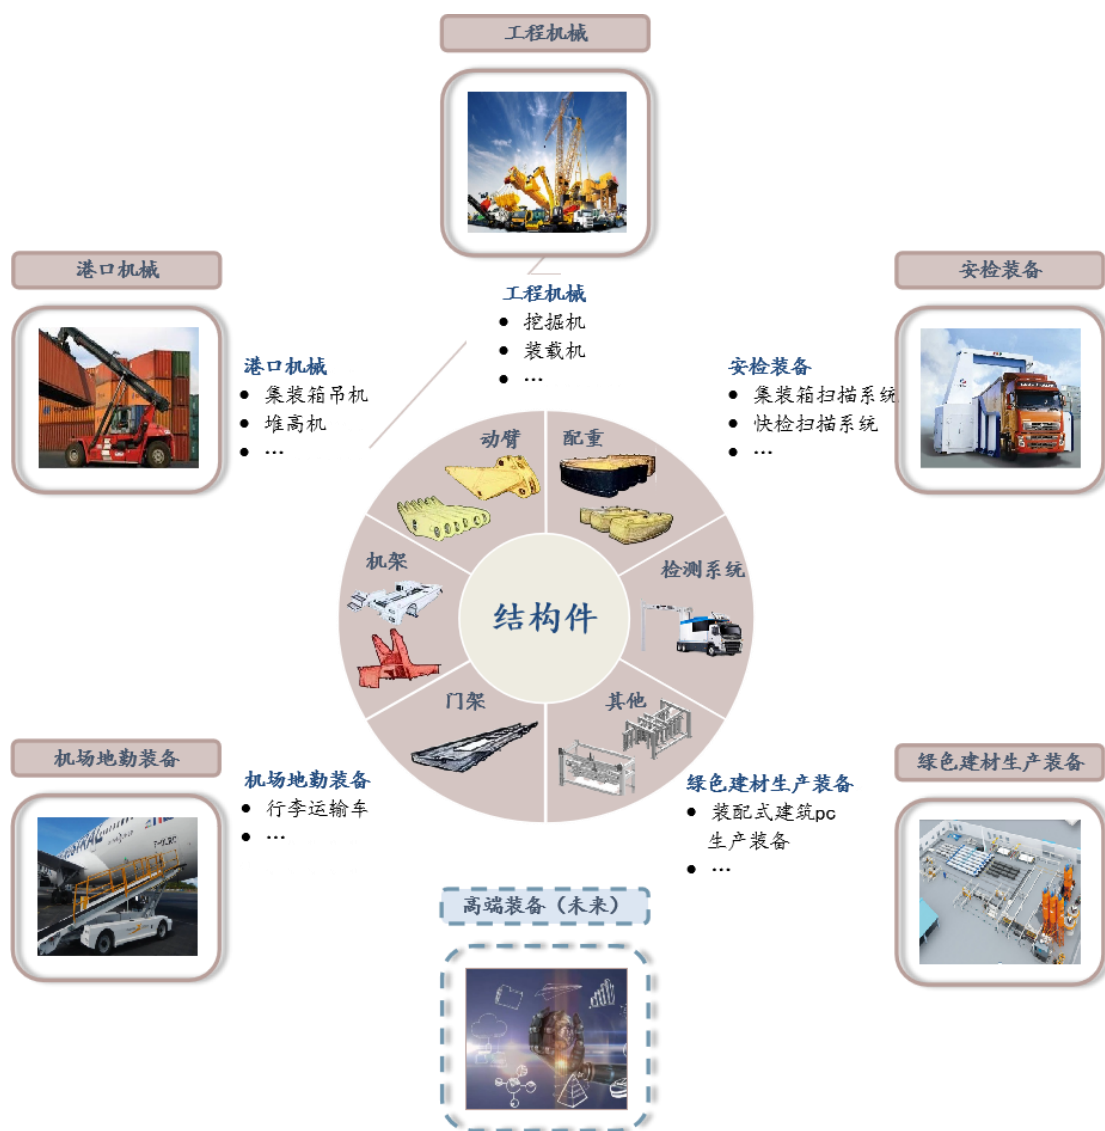 工程机械
港口机械
安检装备
工程机械
● 挖掘机
● 装载机
● …
港口机械
● 集装箱吊机
● 堆高机
● …
安检装备
● 集装箱扫描系统
● 快检扫描系统
● …
动臂
配重
机架
检测系统
结构件
门架
其他
机场地勤装备
机场地勤装备
● 行李运输车
● …
绿色建材生产装备
● 装配式建筑pc
生产装备
● …
绿色建材生产装备
高端装备（未来）